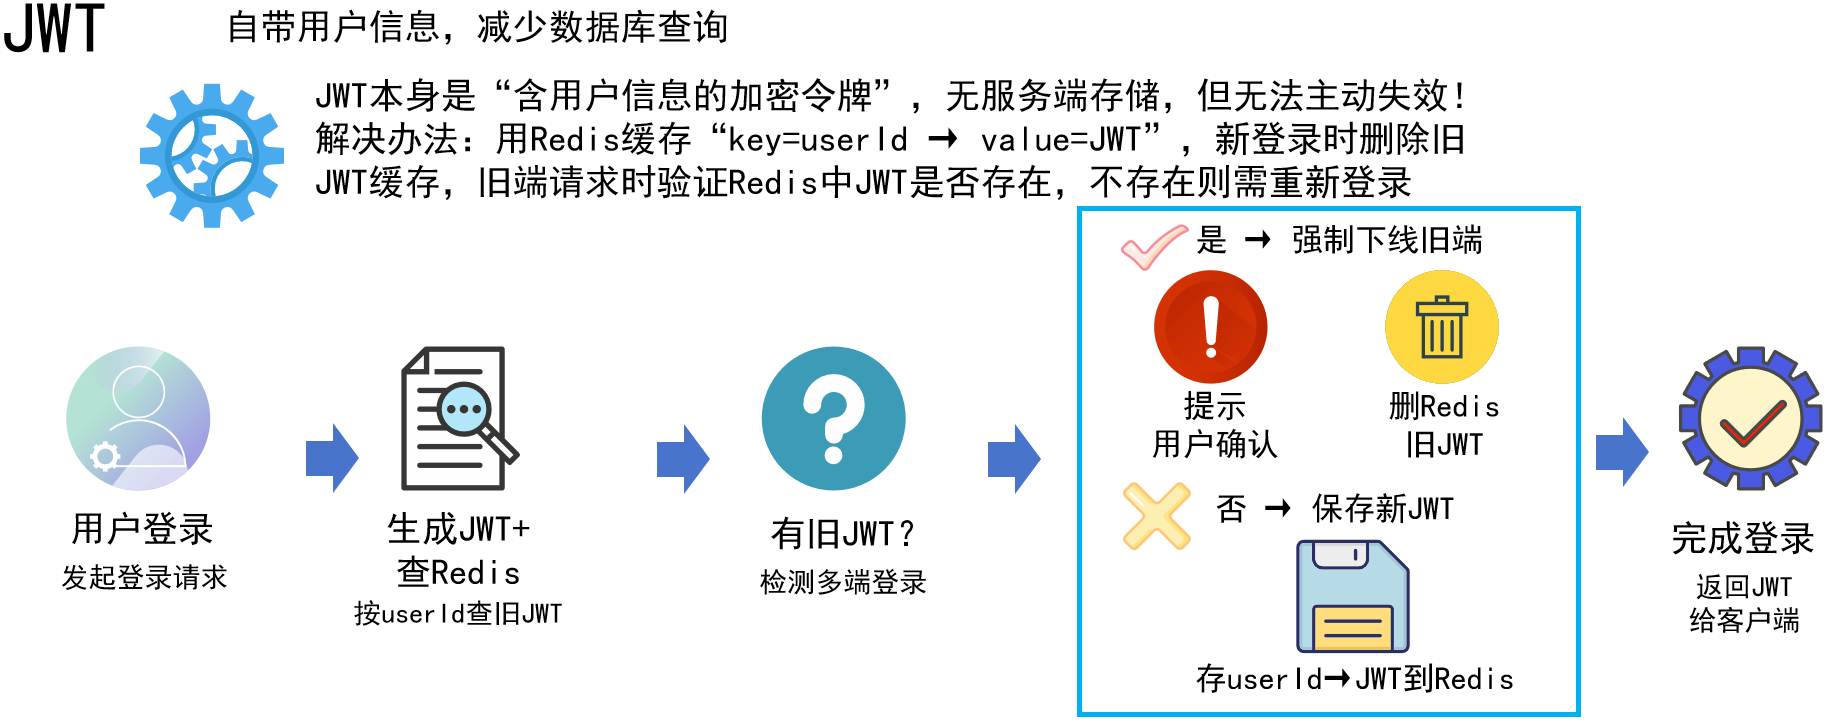 JWT
自带用户信息，减少数据库查询
JWT本身是“含用户信息的加密令牌”，无服务端存储，但无法主动失效！
解决办法：用Redis缓存“key=userId → value=JWT”，新登录时删除旧
JWT缓存，旧端请求时验证Redis中JWT是否存在，不存在则需重新登录
用户登录
发起登录请求
生成JWT+
查Redis
按userId查旧JWT
有旧JWT？
检测多端登录
是 → 强制下线旧端
提示
用户确认
删Redis
旧JWT
否 → 保存新JWT
存userId→JWT到Redis
完成登录
返回JWT
给客户端